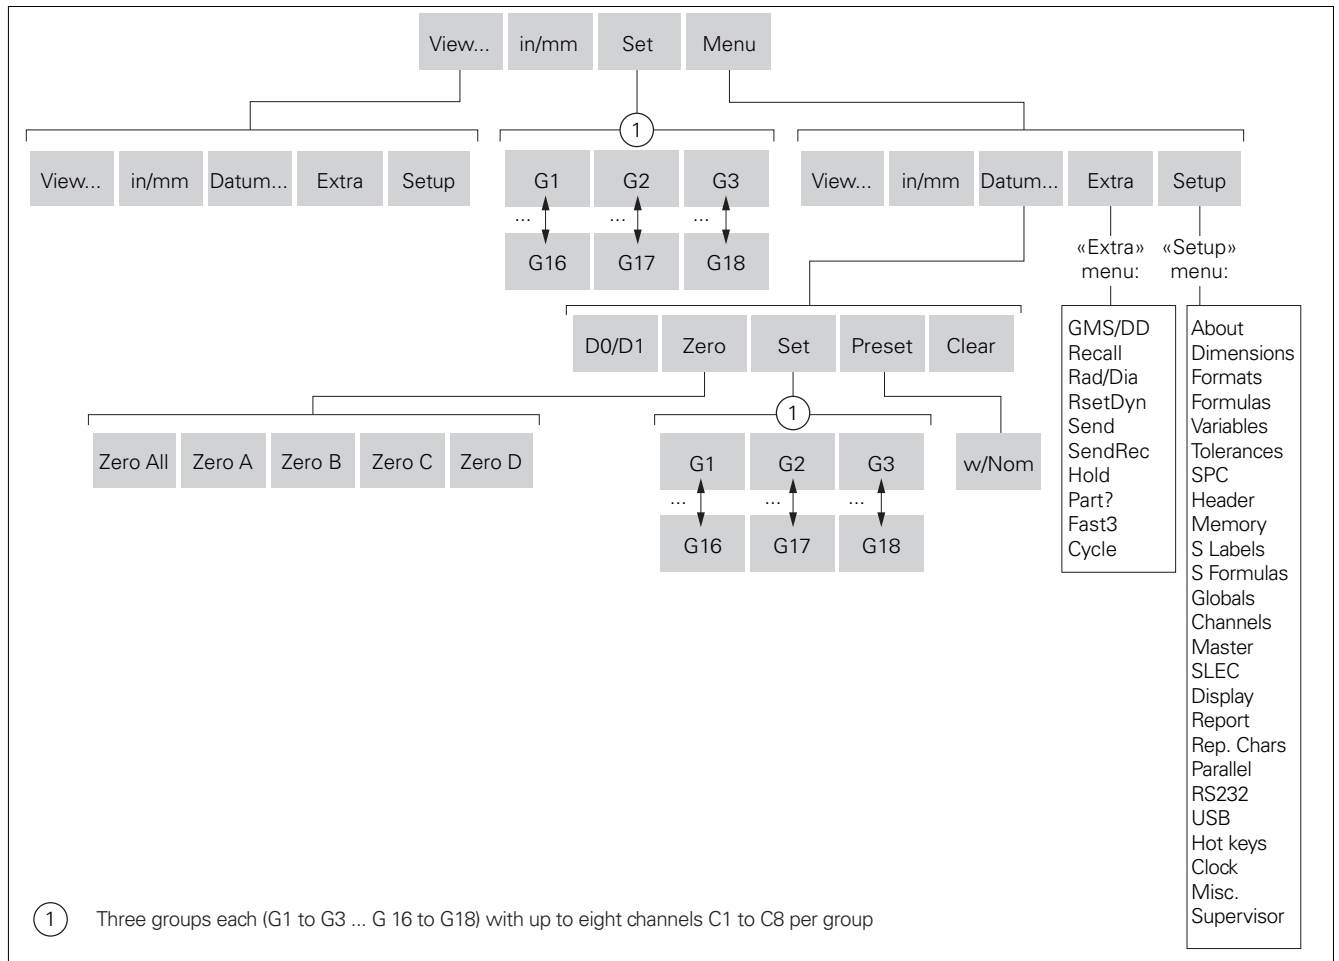 View... in/mm Set Menu
1
View... in/mm Datum... Extra Setup
G1 G2 G3
... ... ...
G16 G17 G18
View... in/mm Datum... Extra Setup
«Extra»
menu:
«Setup»
menu:
D0/D1 Zero Set Preset Clear
1
Zero All Zero A Zero B Zero C Zero D
G1 G2 G3
... ... ...
G16 G17 G18
w/Nom
GMS/DD
Recall
Rad/Dia
RsetDyn
Send
SendRec
Hold
Part?
Fast3
Cycle
About
Dimensions
Formats
Formulas
Variables
Tolerances
SPC
Header
Memory
S Labels
S Formulas
Globals
Channels
Master
SLEC
Display
Report
Rep. Chars
Parallel
RS232
USB
Hot keys
Clock
Misc.
Supervisor
1 Three groups each (G1 to G3 ... G 16 to G18) with up to eight channels C1 to C8 per group